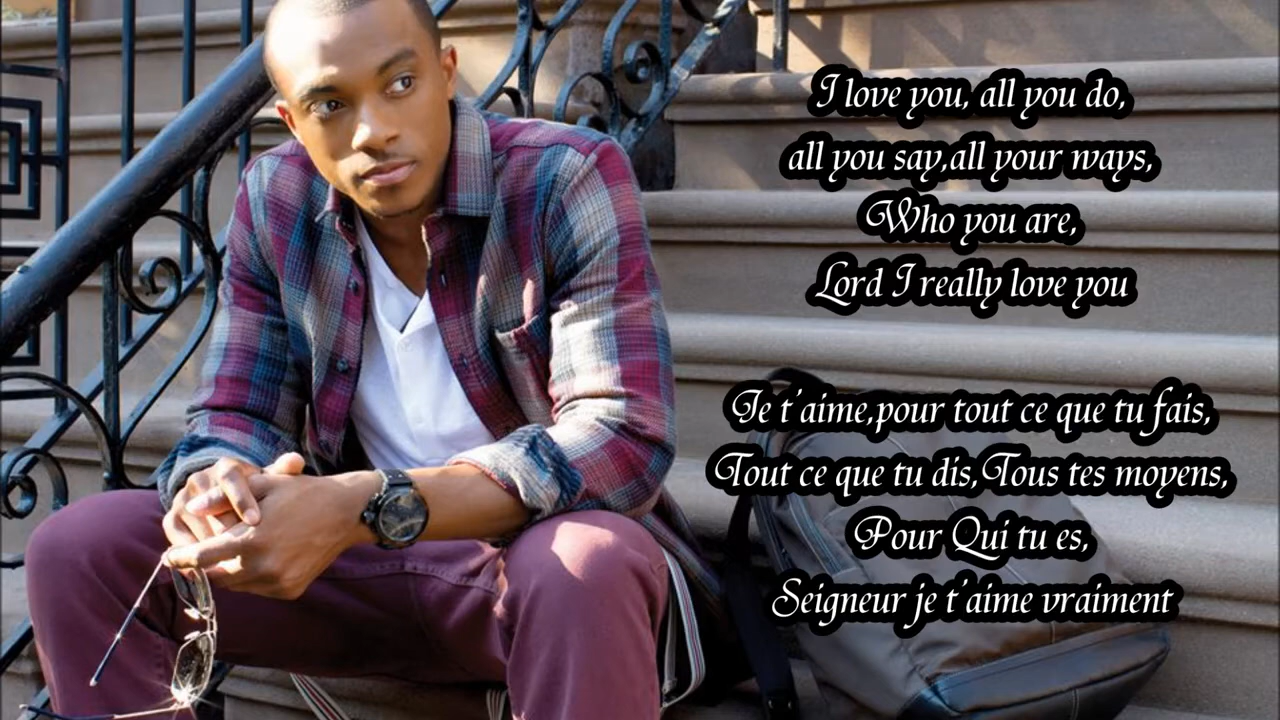 I love you, all you do,
all you say,all your ways,
Who you are,
Lord I really love you
Je t'aime,pour tout ce que tu fais,
Tout ce que tu dis,Tous tes moyens,
Pour Qui tu es,
Seigneur je t'aime vraiment